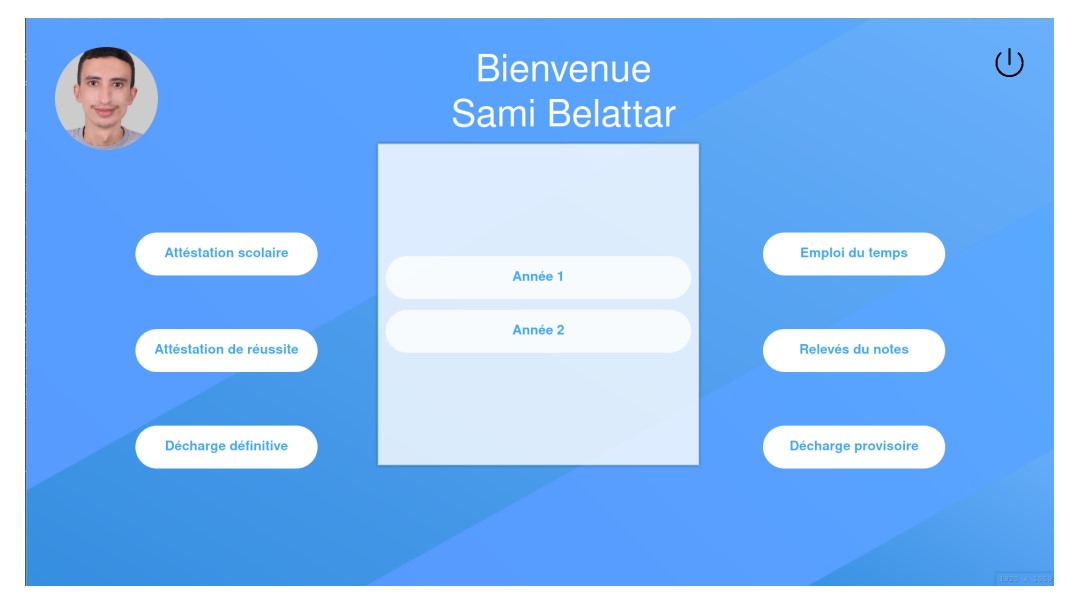 Bienvenue
Sami Belattar
Attéstation scolaire
Attéstation de réussite
Décharge définitive
Année 1
Année 2
Emploi du temps
Relevés du notes
Décharge provisoire